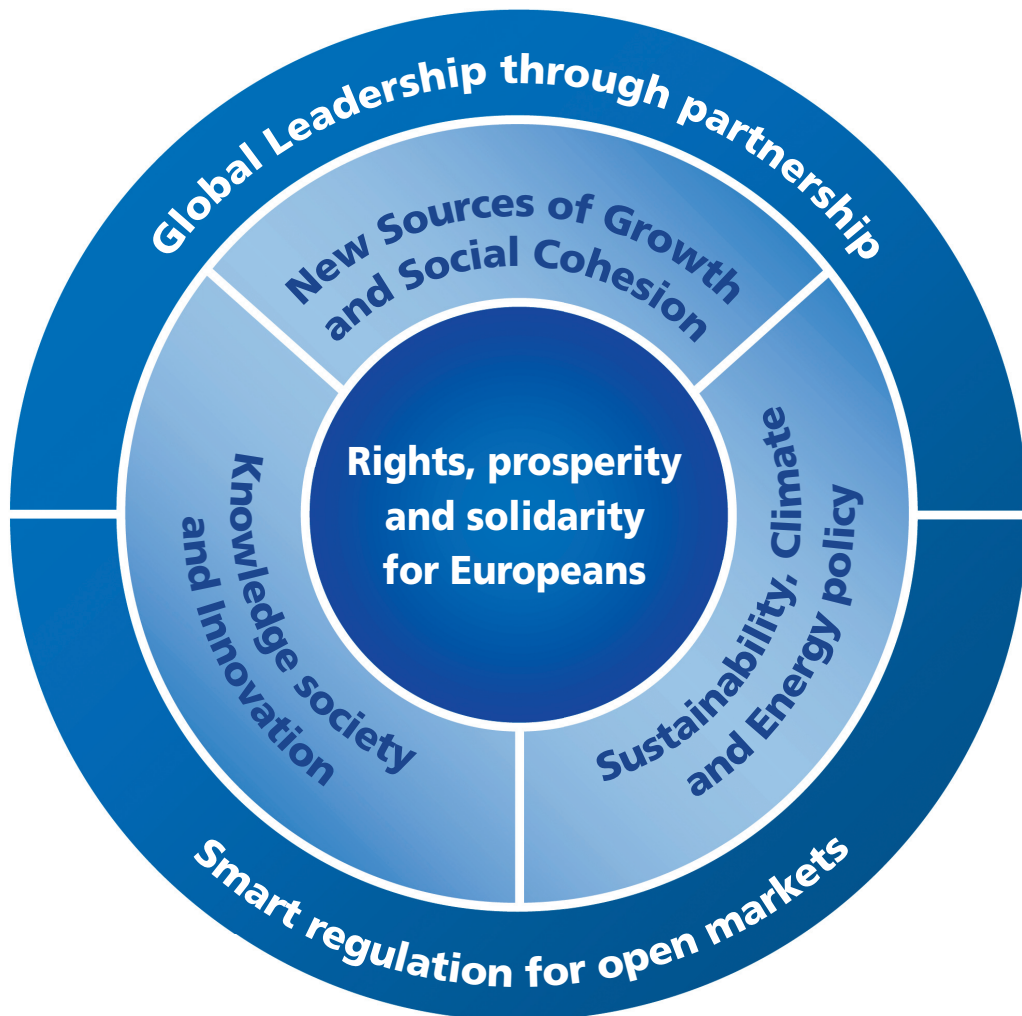 Global Leadership through partnership
New Sources of Growth
and Social Cohesion
Rights, prosperity
and solidarity
for Europeans
Knowledge society
and Innovation
Sustainability, Climate
and Energy policy
Smart regulation for open markets